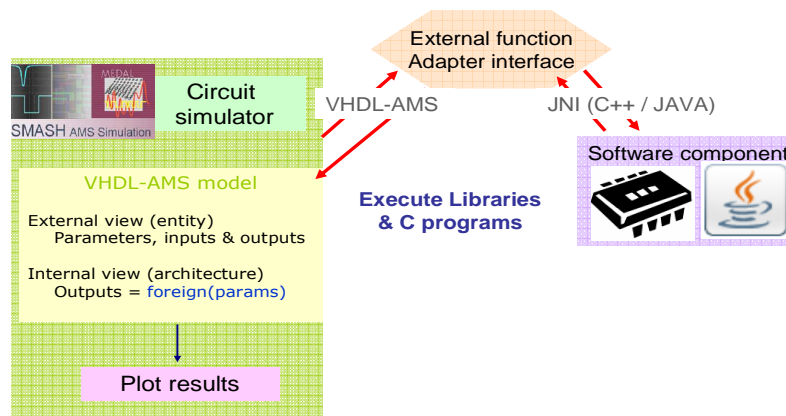 External function
Adapter interface
MEDAL
Circuit
simulator
SMASH AMS Simulation
VHDL-AMS
JNI (C++ / JAVA)
Software component
VHDL-AMS model
External view (entity)
Parameters, inputs & outputs
Internal view (architecture)
Outputs = foreign(params)
Execute Libraries
& C programs
Plot results